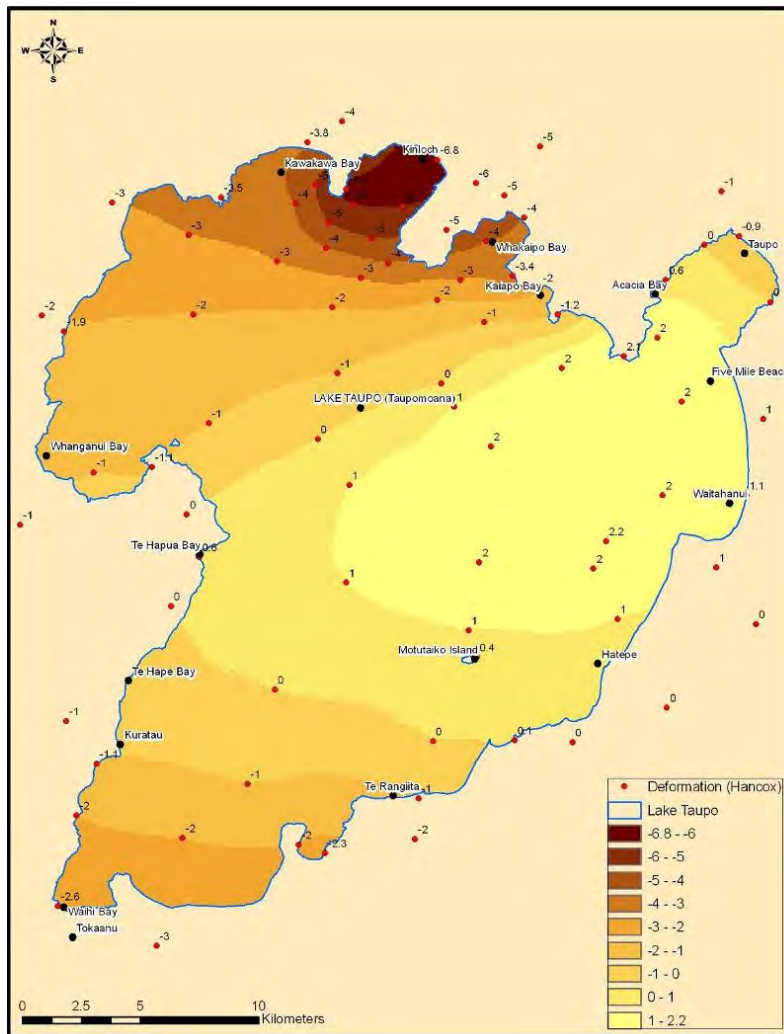 N
W E
S
-4
-3.8
-5
Kinloch
-6.8
Kawakawa Bay
-5
-6
-5
-1
-3
-3.5
-4
-4
-5
-5
0
-0.9
-3
-5
-4
Whakaipo Bay
Taupo
-4
-4
-3
-4
-3
-3
-3.4
0.6
Kaiapo Bay
-2
Acacia Bay
0
-2
-1.9
-2
-2
-2
-1.2
-1
2.1
2
-1
0
2
Five Mile Beach
LAKE TAUPO (Taupomoana)
1
2
1
-1
0
2
Whanganui Bay
-1
-1.1
1
2
Waitahanui
-1.1
-1
0
Te Hapua Bay
0.6
2.2
2
2
1
1
0
1
1
0
Motutaiko Island
0.4
Hatepe
Te Hape Bay
0
0
-1
Kuratau
0
0.1
0
-1.1
-1
Te Rangiita
-1
-2
-2
-2
-2.3
-2
-2.6
Waihi Bay
Tokaanu
-3
0 2.5 5 10
Kilometers
Deformation (Hancox)
Lake Taupo
-6.8 - -6
-6 - -5
-5 - -4
-4 - -3
-3 - -2
-2 - -1
-1 - 0
0 - 1
1 - 2.2